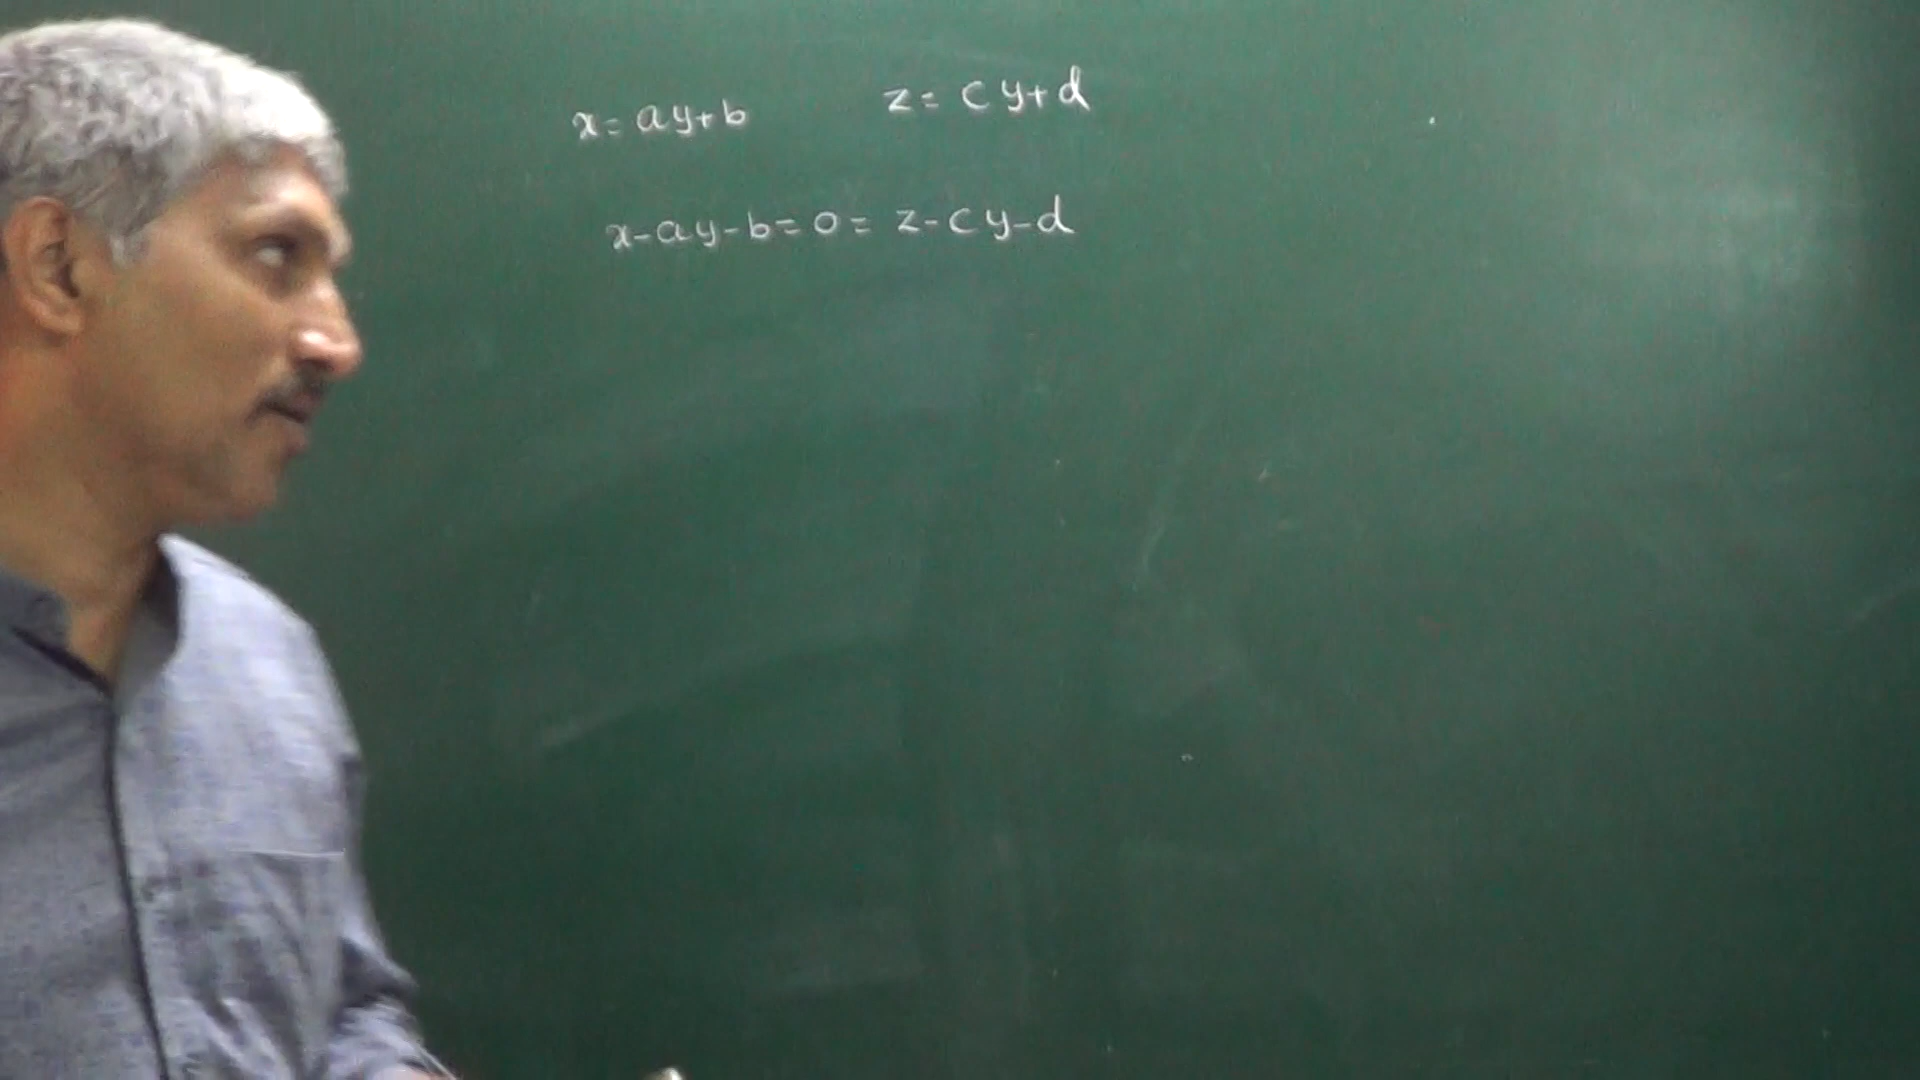 x = ay + b z = cy + d
x - ay - b = 0 = z - cy - d